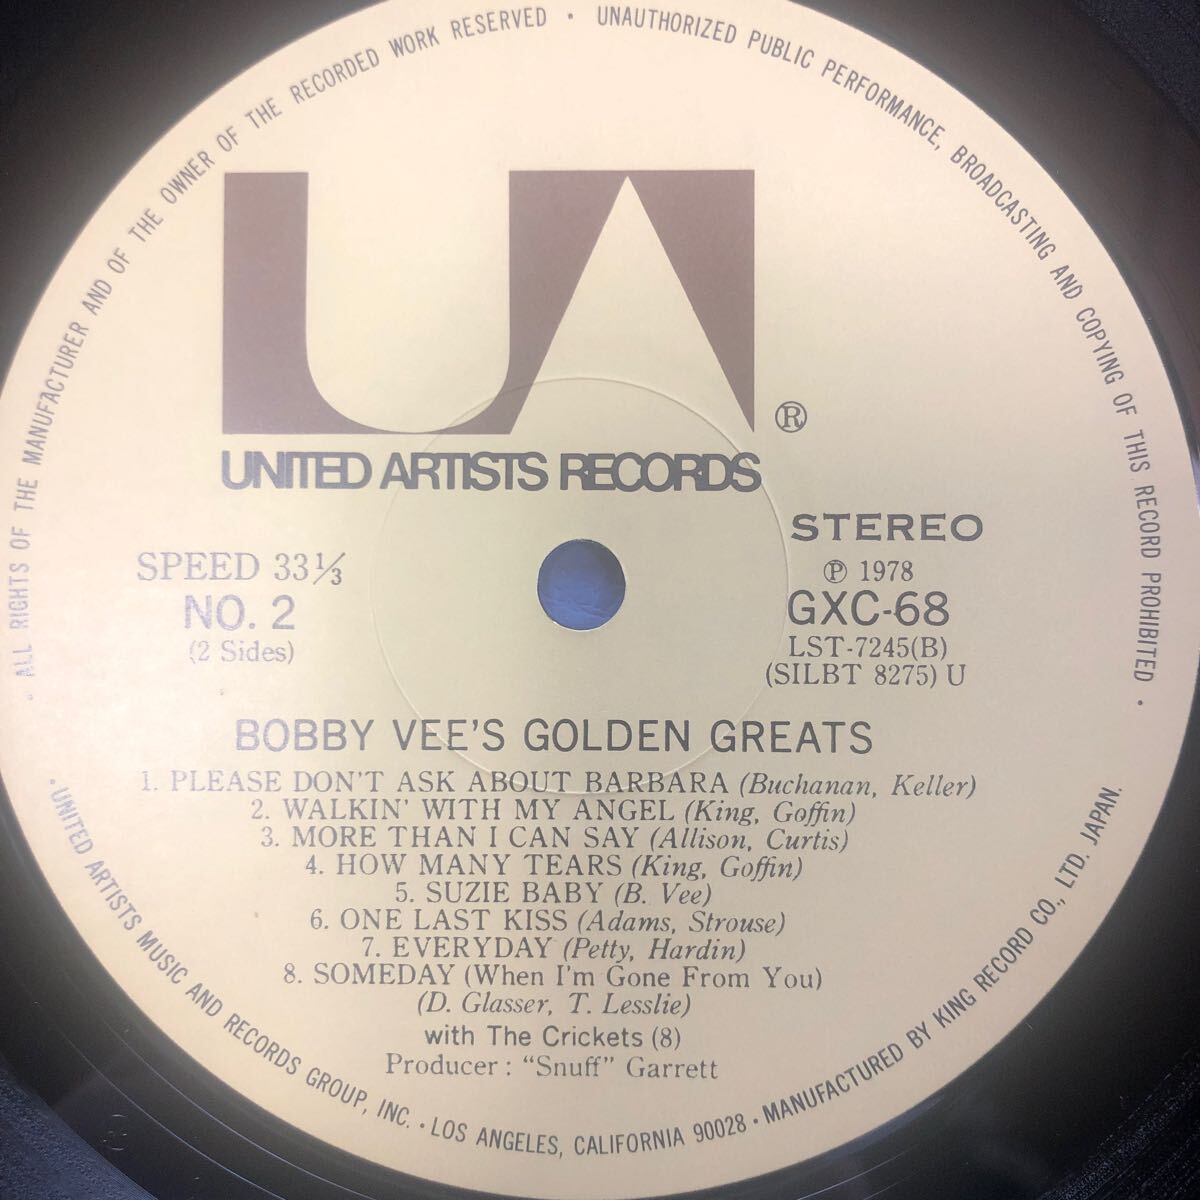 · ALL RIGHTS OF THE MANUFACTURER AND OF THE OWNER OF THE RECORDED WORK RESERVED · UNAUTHORIZED PUBLIC PERFORMANCE, BROADCASTING AND COPYING OF THIS RECORD PROHIBITED ·
UA
®
UNITED ARTISTS RECORDS
SPEED 33⅓
NO. 2
(2 Sides)
STEREO
℗ 1978
GXC-68
LST-7245(B)
(SILBT 8275) U
BOBBY VEE'S GOLDEN GREATS
1. PLEASE DON'T ASK ABOUT BARBARA (Buchanan, Keller)
2. WALKIN' WITH MY ANGEL (King, Goffin)
3. MORE THAN I CAN SAY (Allison, Curtis)
4. HOW MANY TEARS (King, Goffin)
5. SUZIE BABY (B. Vee)
6. ONE LAST KISS (Adams, Strouse)
7. EVERYDAY (Petty, Hardin)
8. SOMEDAY (When I'm Gone From You)
(D. Glasser, T. Lesslie)
with The Crickets (8)
Producer : "Snuff" Garrett
· UNITED ARTISTS MUSIC AND RECORDS GROUP, INC. · LOS ANGELES, CALIFORNIA 90028 · MANUFACTURED BY KING RECORD CO., LTD. JAPAN.